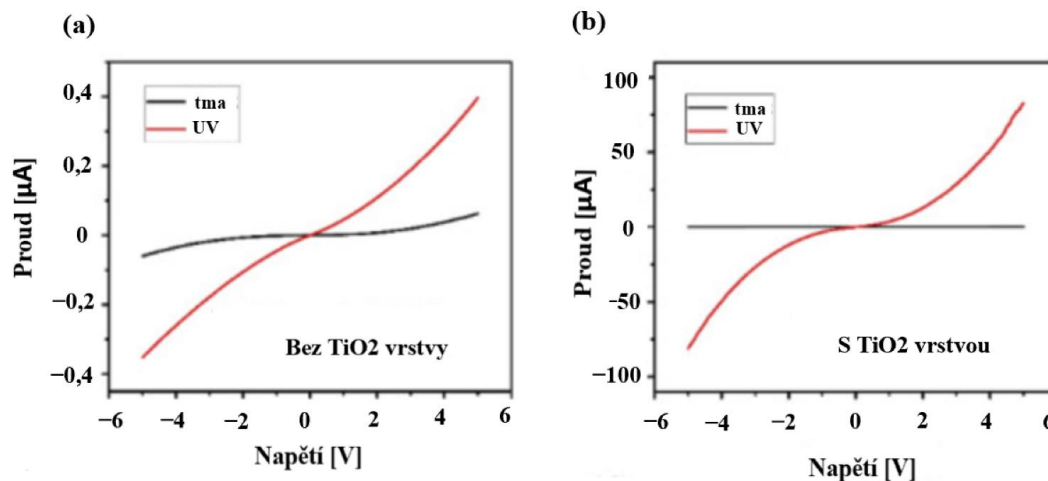 (a)
0,4
0,2
0
−0,2
−0,4
Proud [µA]
tma
UV
Bez TiO2 vrstvy
−6
−4
−2
0
2
4
6
Napětí [V]
(b)
100
50
0
−50
−100
Proud [µA]
tma
UV
S TiO2 vrstvou
−6
−4
−2
0
2
4
6
Napětí [V]